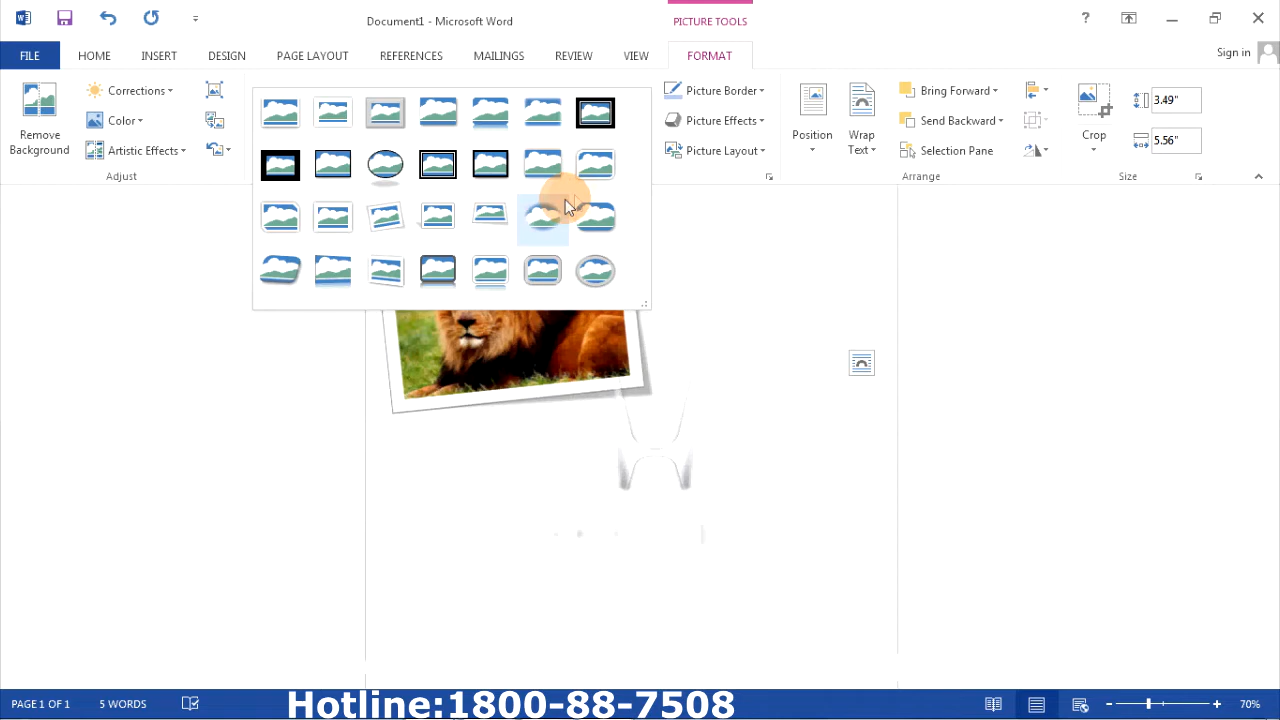 Document1 - Microsoft Word
PICTURE TOOLS
?
FILE
HOME
INSERT
DESIGN
PAGE LAYOUT
REFERENCES
MAILINGS
REVIEW
VIEW
FORMAT
Sign in
Remove Background
Corrections
Color
Artistic Effects
Adjust
Picture Border
Picture Effects
Picture Layout
Position
Wrap Text
Bring Forward
Send Backward
Selection Pane
Arrange
Crop
3.49"
5.56"
Size
PAGE 1 OF 1
5 WORDS
Hotline:1800-88-7508
70%